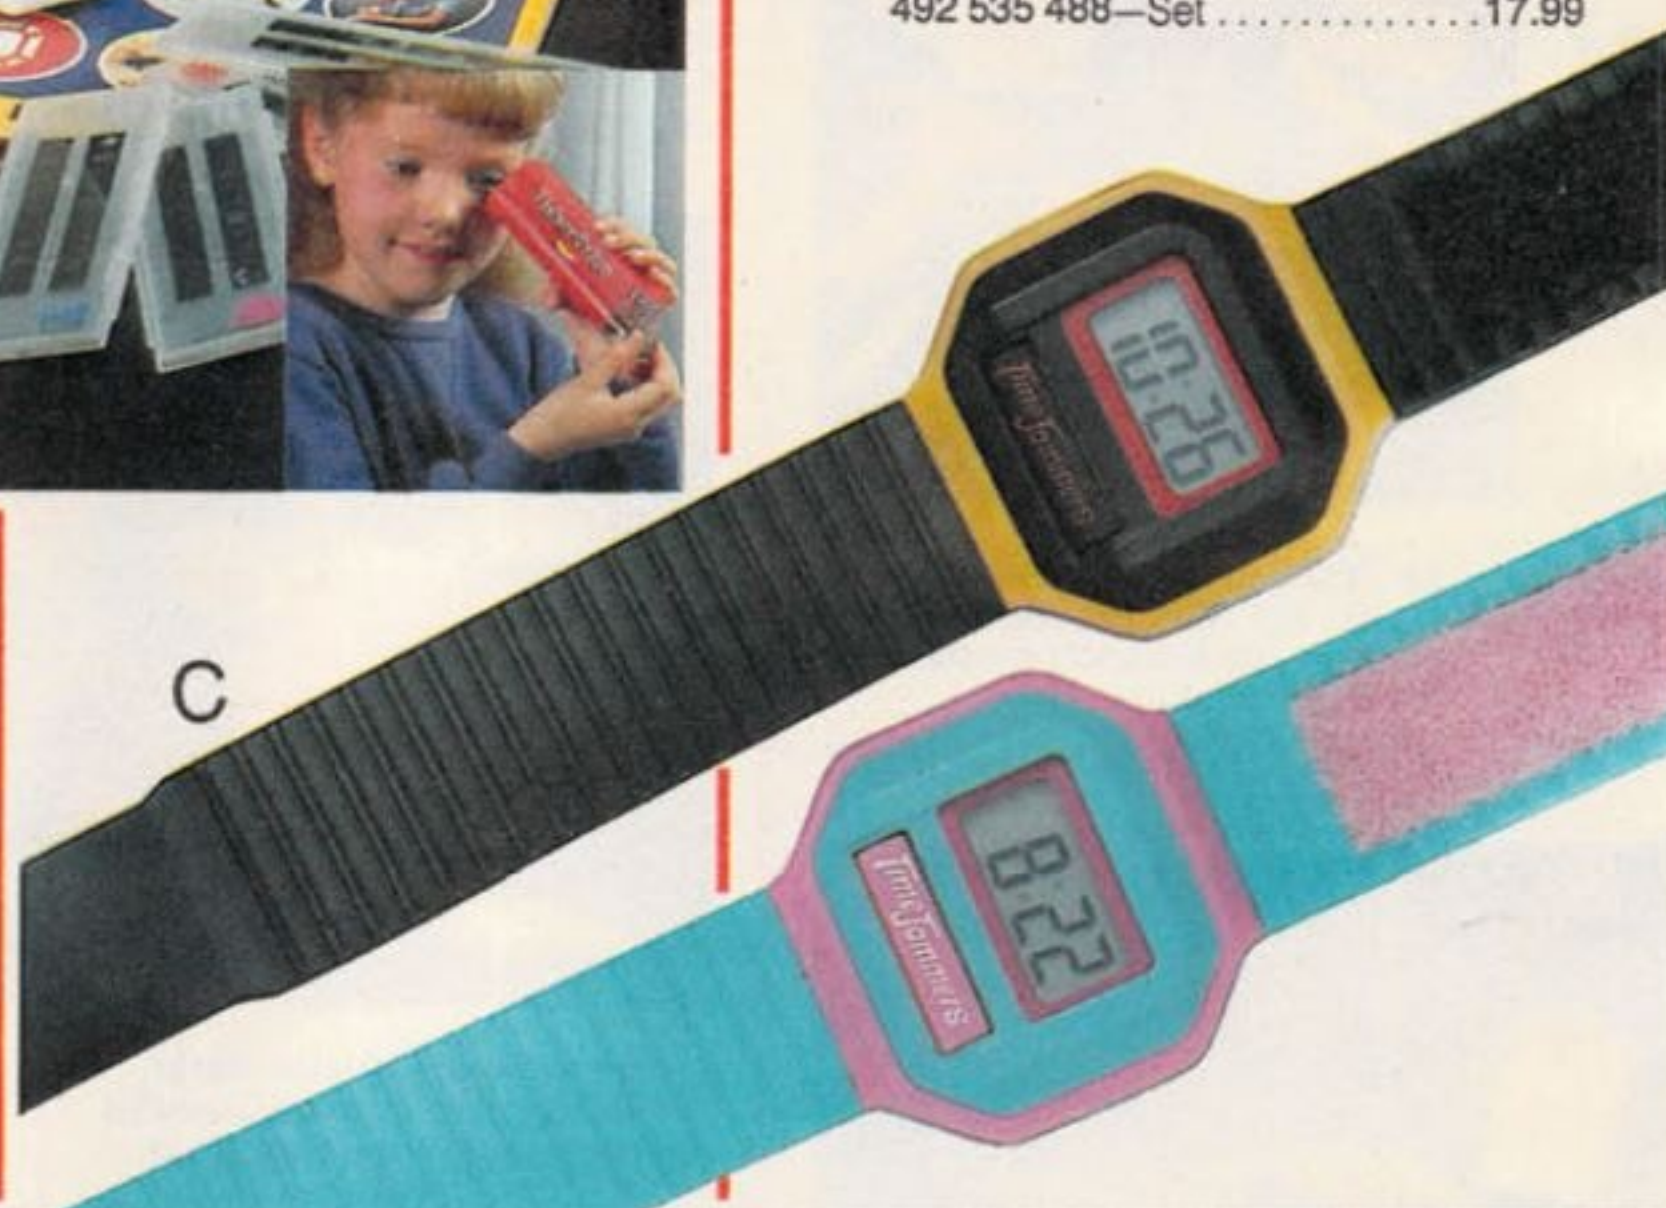 492 535 488—Set . . . . . . . . . . . . . 17.99
10:26
Time Jammers
C
8:22
Time Jammers